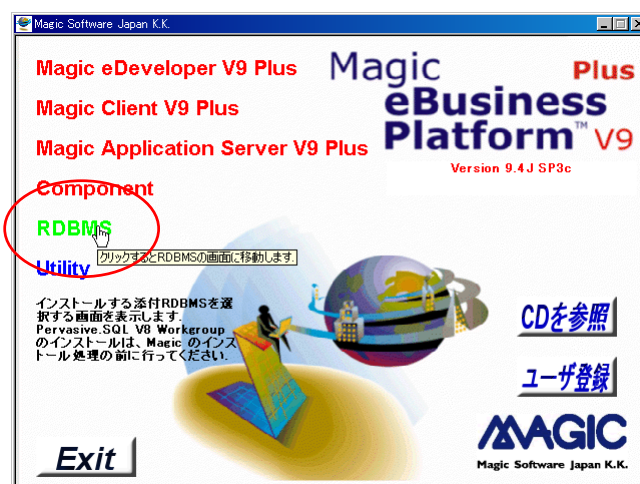 Magic Software Japan K.K.
Magic eDeveloper V9 Plus
Magic Client V9 Plus
Magic Application Server V9 Plus
Component
RDBMS
クリックするとRDBMSの画面に移動します.
Utility
インストールする添付RDBMSを選
択する画面を表示します.
Pervasive.SQL V8 Workgroup
のインストールは、Magic のインス
トール処理の前に行ってください.
Exit
Magic Plus
eBusiness
Platform™ V9
Version 9.4J SP3c
CDを参照
ユーザ登録
MAGIC
Magic Software Japan K.K.